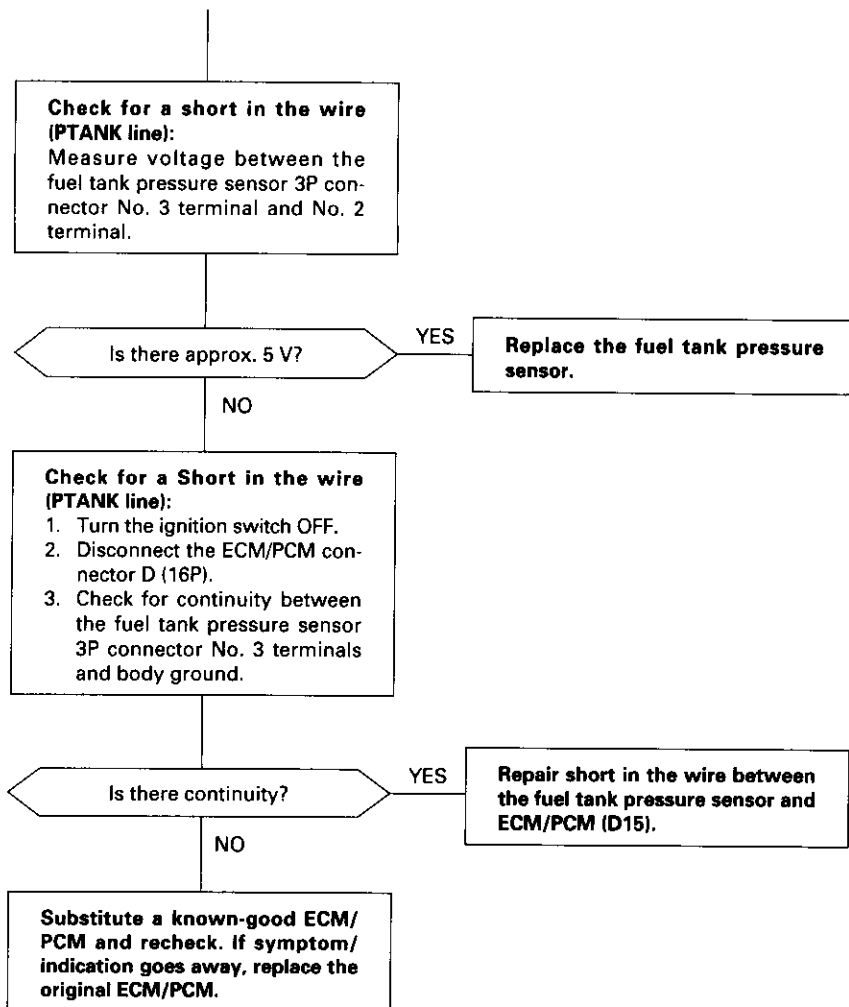 Check for a short in the wire
(PTANK line):
Measure voltage between the
fuel tank pressure sensor 3P con-
nector No. 3 terminal and No. 2
terminal.
Is there approx. 5 V?
YES
Replace the fuel tank pressure
sensor.
NO
Check for a Short in the wire
(PTANK line):
1. Turn the ignition switch OFF.
2. Disconnect the ECM/PCM con-
nector D (16P).
3. Check for continuity between
the fuel tank pressure sensor
3P connector No. 3 terminals
and body ground.
Is there continuity?
YES
Repair short in the wire between
the fuel tank pressure sensor and
ECM/PCM (D15).
NO
Substitute a known-good ECM/
PCM and recheck. If symptom/
indication goes away, replace the
original ECM/PCM.